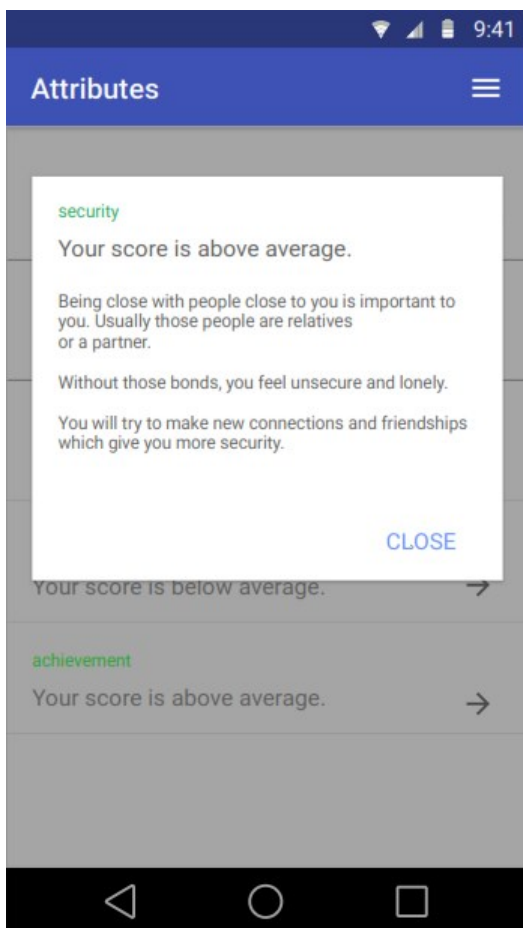 9:41
Attributes
security
Your score is above average.
Being close with people close to you is important to
you. Usually those people are relatives
or a partner.
Without those bonds, you feel unsecure and lonely.
You will try to make new connections and friendships
which give you more security.
CLOSE
Your score is below average.
achievement
Your score is above average.